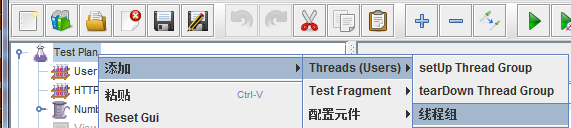 Test Plan
User
HTTP
Numb
View
添加
粘贴 Ctrl-V
Reset Gui
Threads (Users)
Test Fragment
配置元件
setUp Thread Group
tearDown Thread Group
线程组